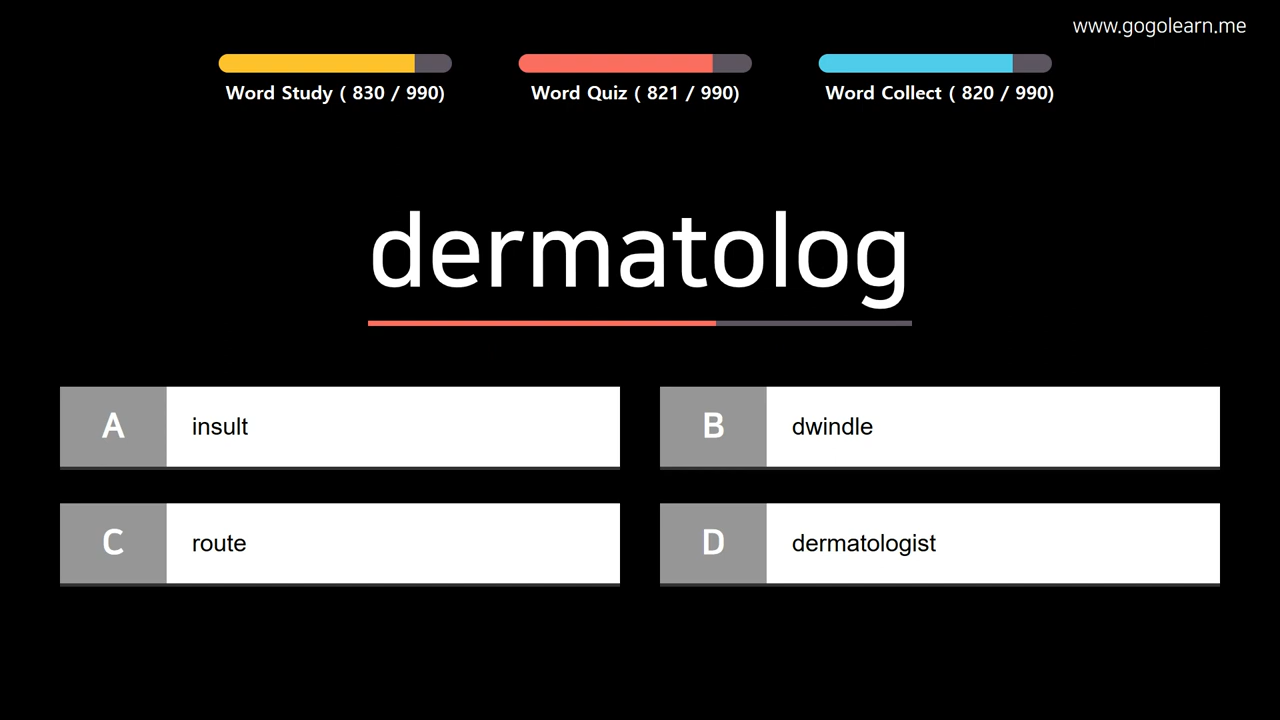 www.gogolearn.me
Word Study ( 830 / 990)
Word Quiz ( 821 / 990)
Word Collect ( 820 / 990)
dermatolog
A insult
B dwindle
C route
D dermatologist